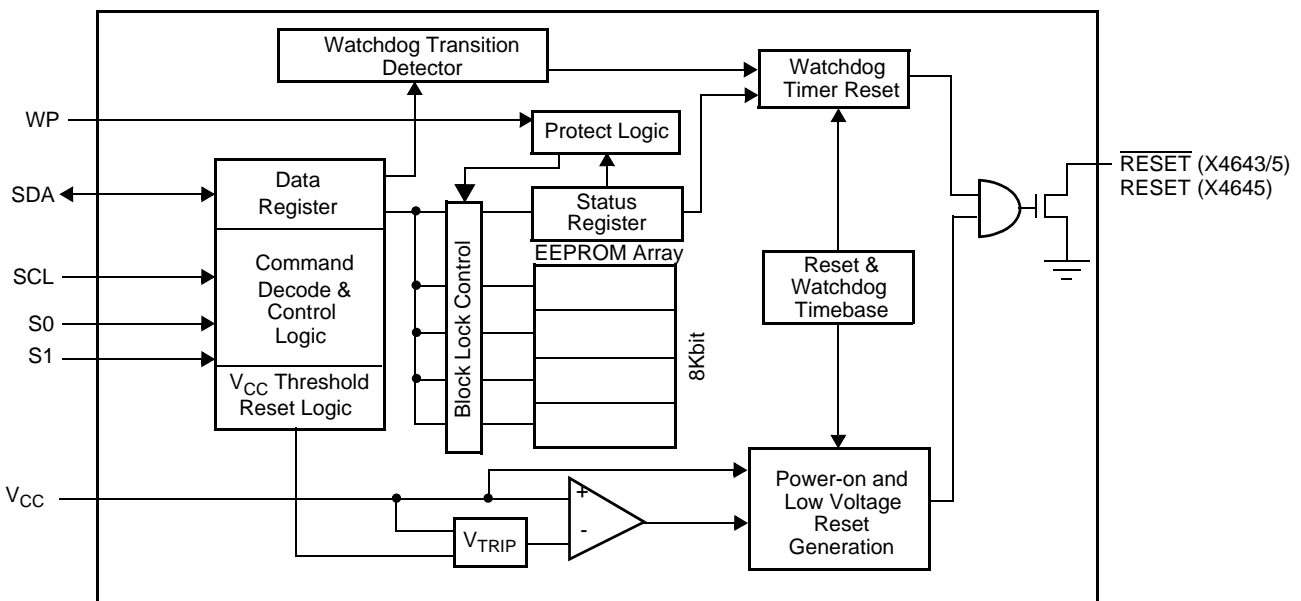 Watchdog Transition
Detector
Watchdog
Timer Reset
WP
Protect Logic
RESET (X4643/5)
RESET (X4645)
SDA
Data
Register
Status
Register
EEPROM Array
SCL
Command
Decode &
Control
Logic
S0
S1
Block Lock Control
8Kbit
Reset &
Watchdog
Timebase
VCC Threshold
Reset Logic
VCC
+
-
VTRIP
Power-on and
Low Voltage
Reset
Generation